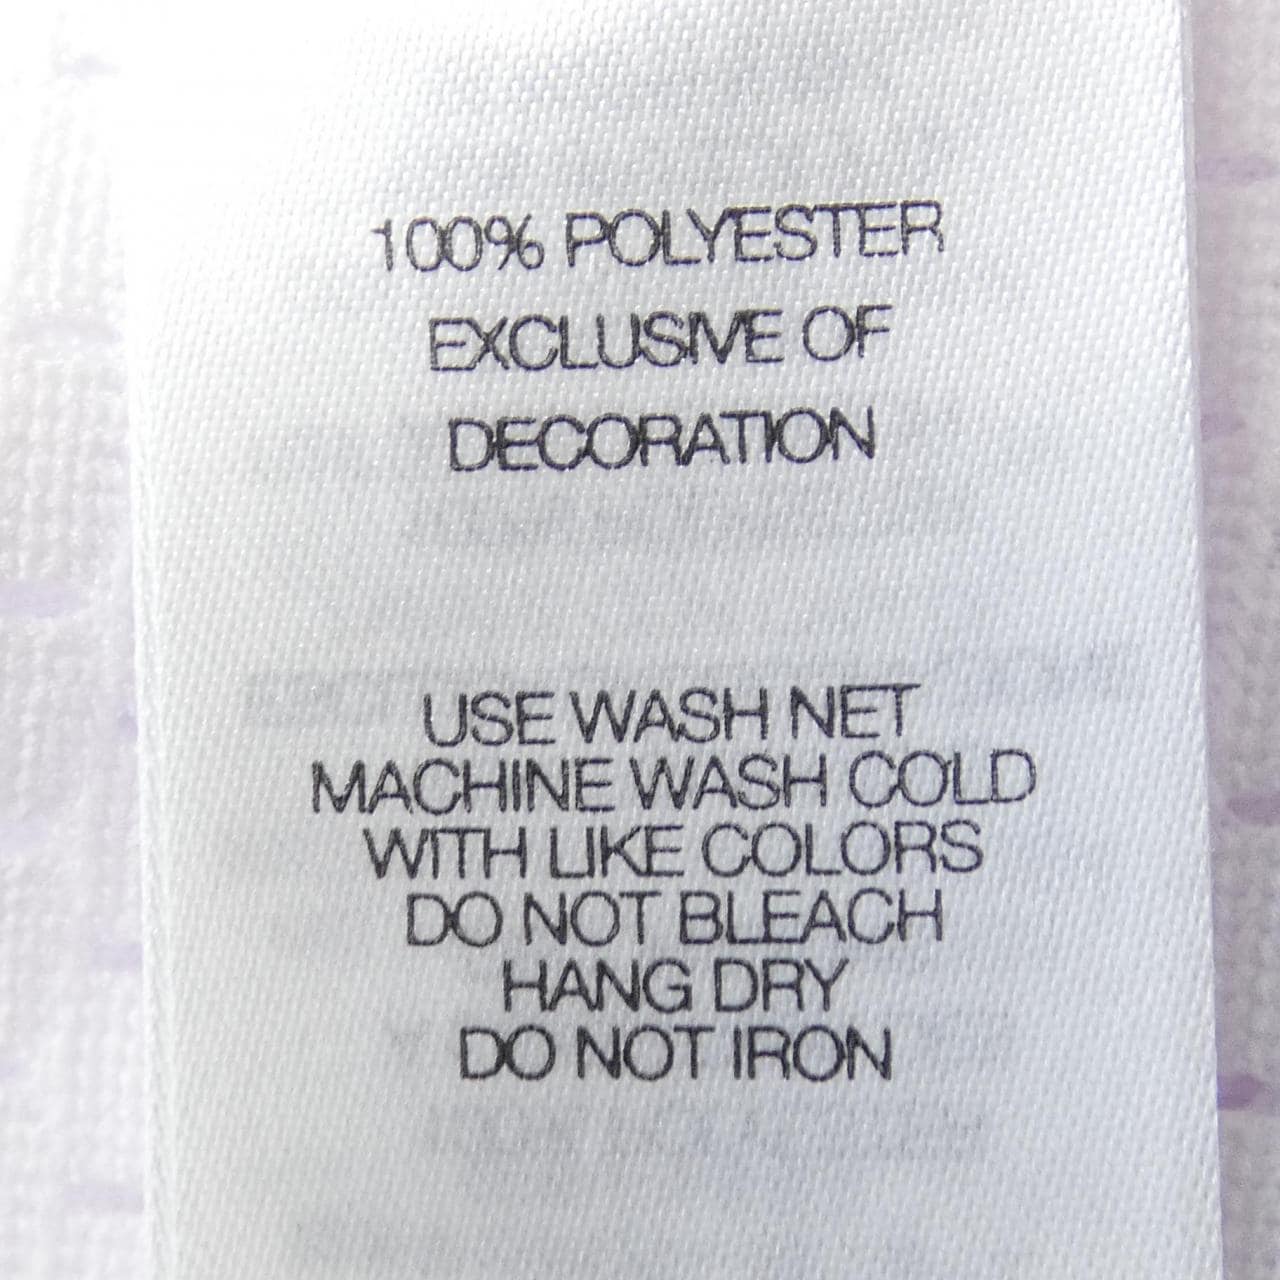 100% POLYESTER
EXCLUSIVE OF
DECORATION
USE WASH NET
MACHINE WASH COLD
WITH LIKE COLORS
DO NOT BLEACH
HANG DRY
DO NOT IRON